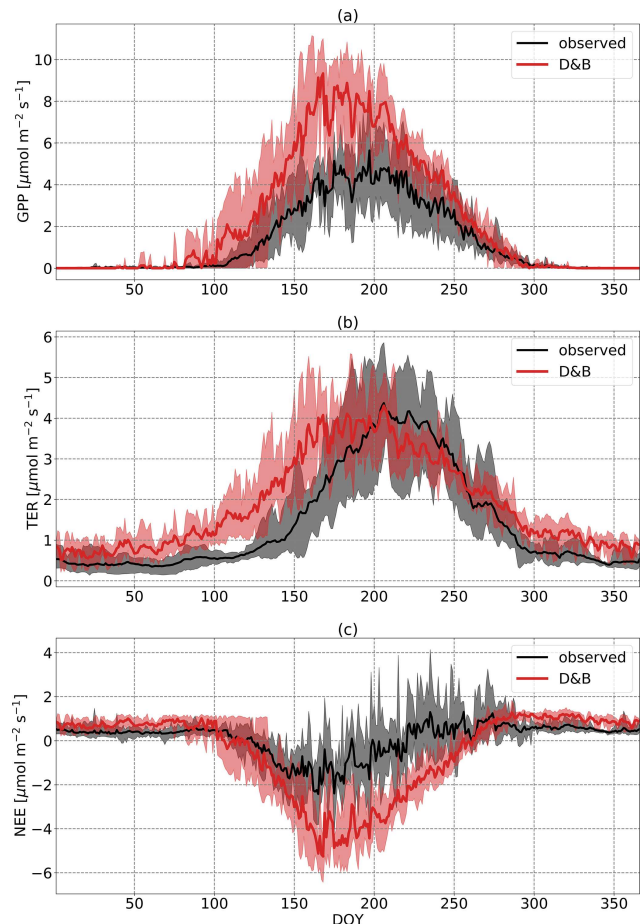 (a)
GPP [μmol m⁻² s⁻¹]
10
8
6
4
2
0
observed
D&B
50 100 150 200 250 300 350
(b)
TER [μmol m⁻² s⁻¹]
6
5
4
3
2
1
0
observed
D&B
50 100 150 200 250 300 350
(c)
NEE [μmol m⁻² s⁻¹]
4
2
0
−2
−4
−6
observed
D&B
50 100 150 200 250 300 350
DOY